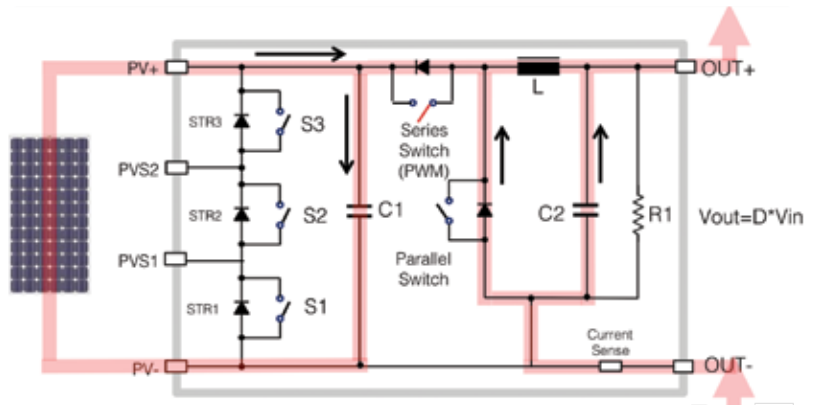 PV+
OUT+
L
STR3
S3
Series
Switch
(PWM)
PVS2
STR2
S2
C1
C2
R1
Vout=D*Vin
PVS1
Parallel
Switch
STR1
S1
Current
Sense
PV-
OUT-